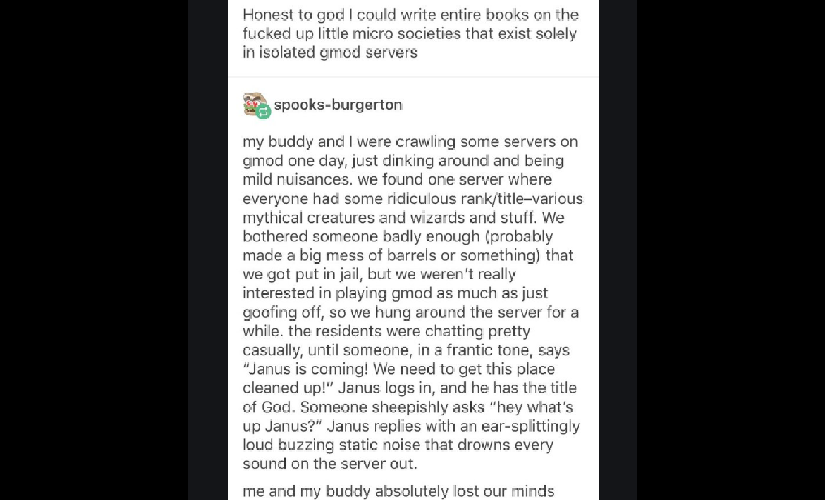 Honest to god I could write entire books on the
fucked up little micro societies that exist solely
in isolated gmod servers
spooks-burgerton
my buddy and I were crawling some servers on
gmod one day, just dinking around and being
mild nuisances. we found one server where
everyone had some ridiculous rank/title–various
mythical creatures and wizards and stuff. We
bothered someone badly enough (probably
made a big mess of barrels or something) that
we got put in jail, but we weren't really
interested in playing gmod as much as just
goofing off, so we hung around the server for a
while. the residents were chatting pretty
casually, until someone, in a frantic tone, says
“Janus is coming! We need to get this place
cleaned up!” Janus logs in, and he has the title
of God. Someone sheepishly asks “hey what's
up Janus?” Janus replies with an ear-splittingly
loud buzzing static noise that drowns every
sound on the server out.
me and my buddy absolutely lost our minds